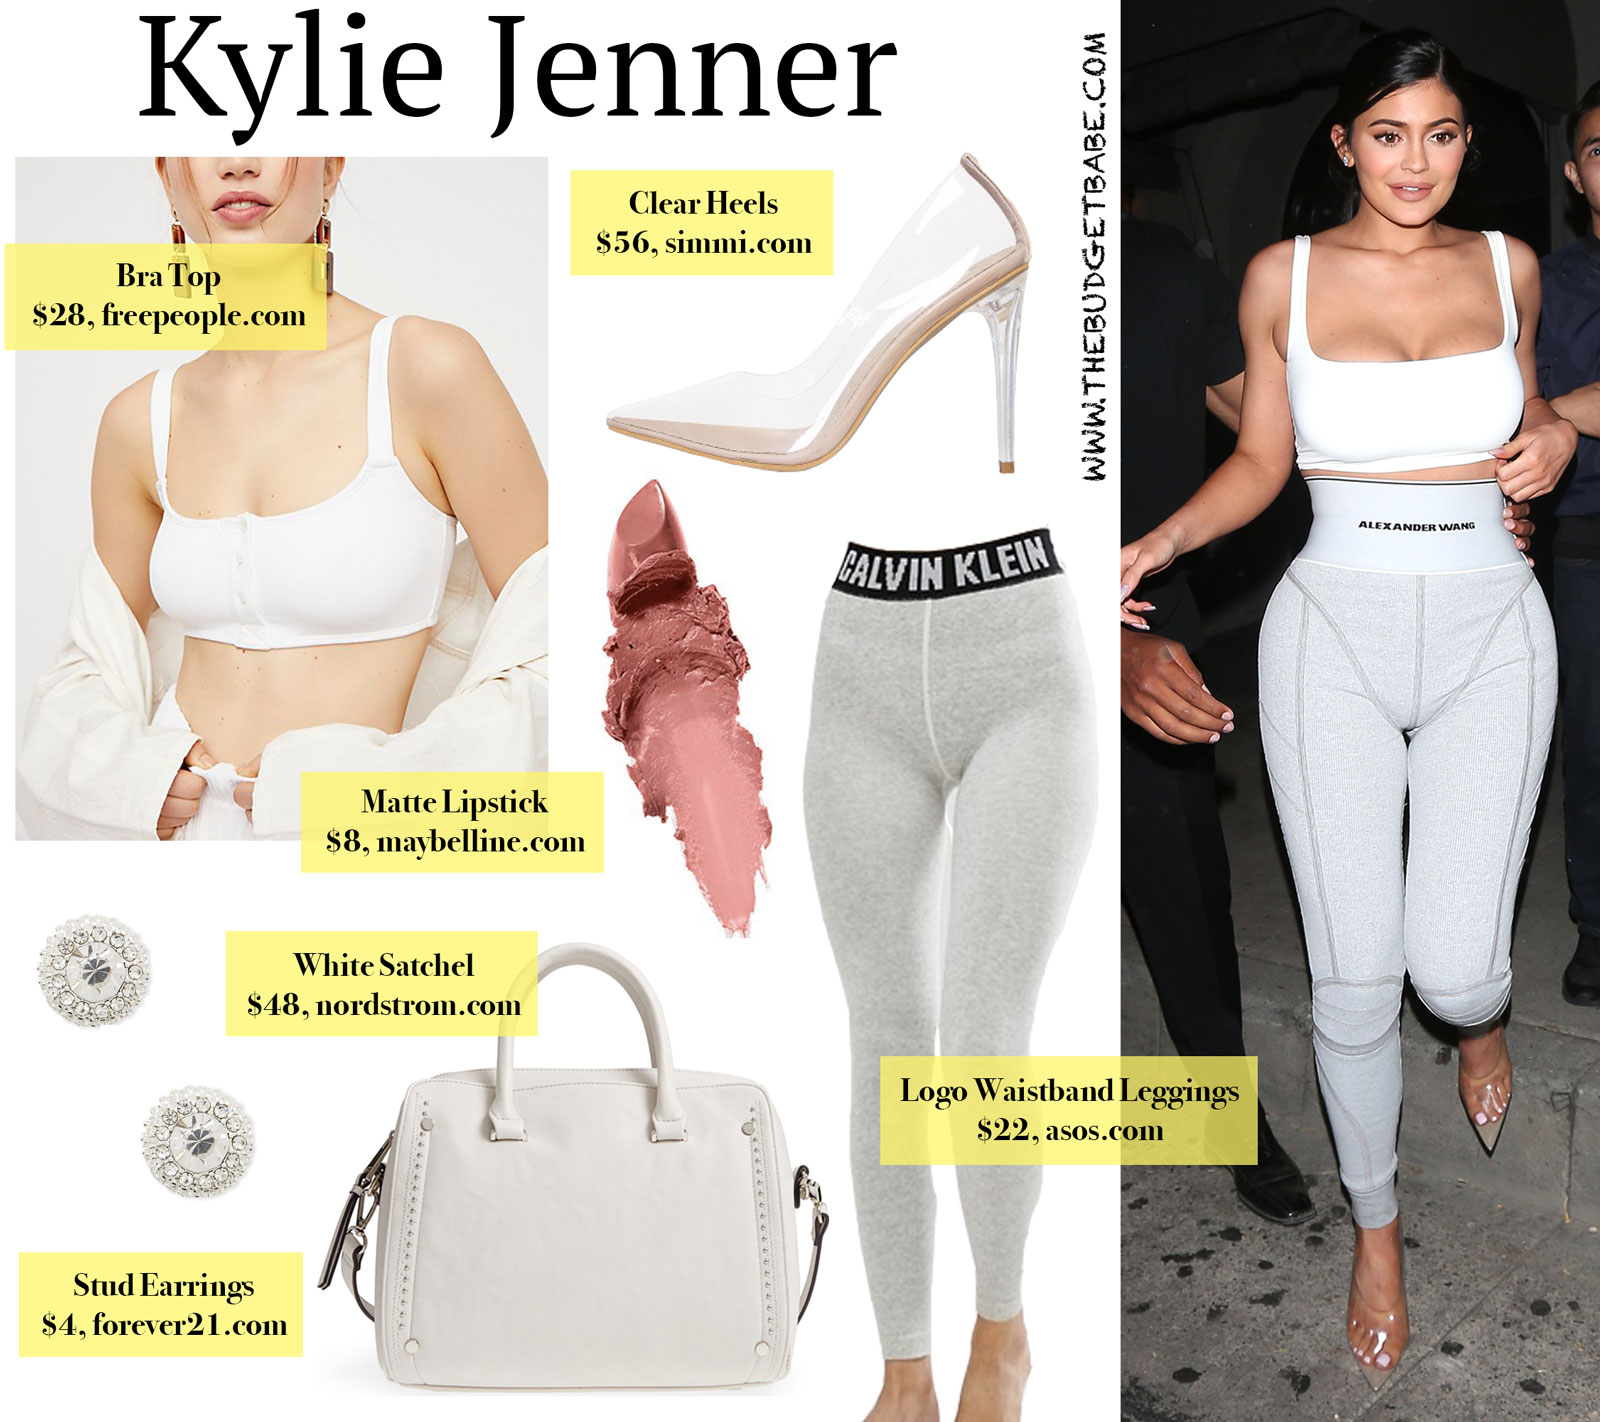 Kylie Jenner
Bra Top
$28, freepeople.com
Clear Heels
$56, simmi.com
WWW.THEBUDGETBABE.COM
ALEXANDER WANG
CALVIN KLEIN
Matte Lipstick
$8, maybelline.com
White Satchel
$48, nordstrom.com
Logo Waistband Leggings
$22, asos.com
Stud Earrings
$4, forever21.com